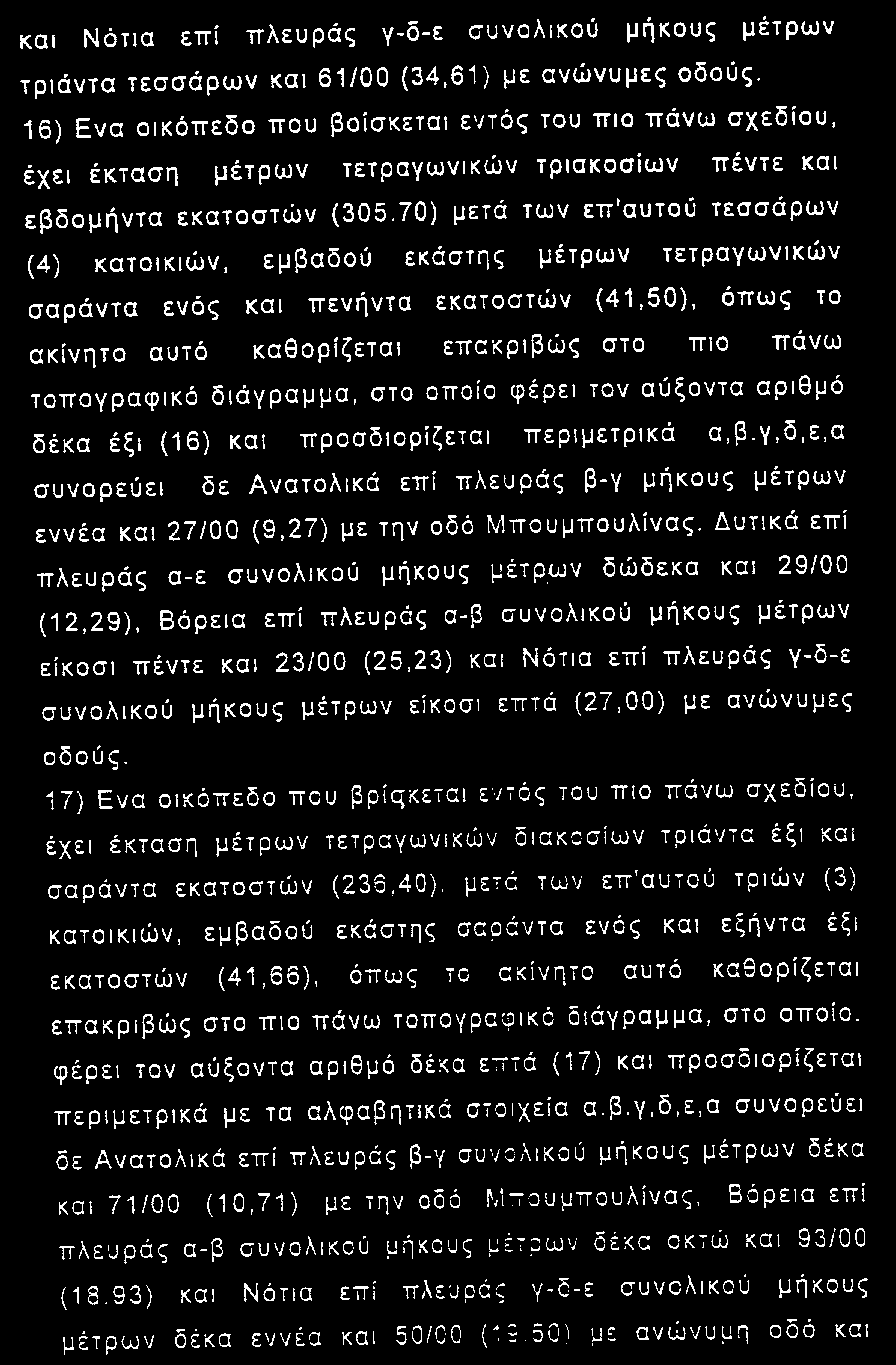 και Νότια επί πλευράς γ-δ-ε συνολικού μήκους μέτρων
τριάντα τεσσάρων και 61/00 (34,61) με ανώνυμες οδούς.
16) Ενα οικόπεδο που βοίσκεται εντός του πιο πάνω σχεδίου,
έχει έκταση μέτρων τετραγωνικών τριακοσίων πέντε και
εβδομήντα εκατοστών (305.70) μετά των επ'αυτού τεσσάρων
(4) κατοικιών, εμβαδού εκάστης μέτρων τετραγωνικών
σαράντα ενός και πενήντα εκατοστών (41,50), όπως το
ακίνητο αυτό καθορίζεται επακριβώς στο πιο πάνω
τοπογραφικό διάγραμμα, στο οποίο φέρει τον αύξοντα αριθμό
δέκα έξι (16) και προσδιορίζεται περιμετρικά α,β.γ,δ,ε,α
συνορεύει δε Ανατολικά επί πλευράς β-γ μήκους μέτρων
εννέα και 27/00 (9,27) με την οδό Μπουμπουλίνας. Δυτικά επί
πλευράς α-ε συνολικού μήκους μέτρων δώδεκα και 29/00
(12,29), Βόρεια επί πλευράς α-β συνολικού μήκους μέτρων
είκοσι πέντε και 23/00 (25,23) και Νότια επί πλευράς γ-δ-ε
συνολικού μήκους μέτρων είκοσι επτά (27,00) με ανώνυμες
οδούς.
17) Ενα οικόπεδο που βρίσκεται εντός του πιο πάνω σχεδίου,
έχει έκταση μέτρων τετραγωνικών διακοσίων τριάντα έξι και
σαράντα εκατοστών (236,40), μετά των επ'αυτού τριών (3)
κατοικιών, εμβαδού εκάστης σαράντα ενός και εξήντα έξι
εκατοστών (41,66), όπως το ακίνητο αυτό καθορίζεται
επακριβώς στο πιο πάνω τοπογραφικό διάγραμμα, στο οποίο.
φέρει τον αύξοντα αριθμό δέκα επτά (17) και προσδιορίζεται
περιμετρικά με τα αλφαβητικά στοιχεία α.β.γ,δ,ε,α συνορεύει
δε Ανατολικά επί πλευράς β-γ συνολικού μήκους μέτρων δέκα
και 71/00 (10,71) με την οδό Μπουμπουλίνας, Βόρεια επί
πλευράς α-β συνολικού μήκους μέτρων δέκα οκτώ και 93/00
(18.93) και Νότια επί πλευράς γ-δ-ε συνολικού μήκους
μέτρων δέκα εννέα και 50/00 (19.50) με ανώνυμη οδό και